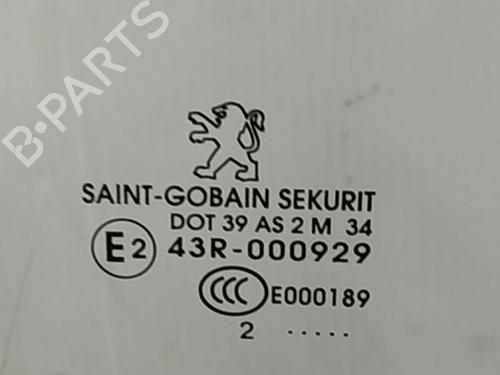 B·PARTS
SAINT-GOBAIN SEKURIT
DOT 39 AS 2 M 34
E2 43R-000929
CCC E000189
2 .....